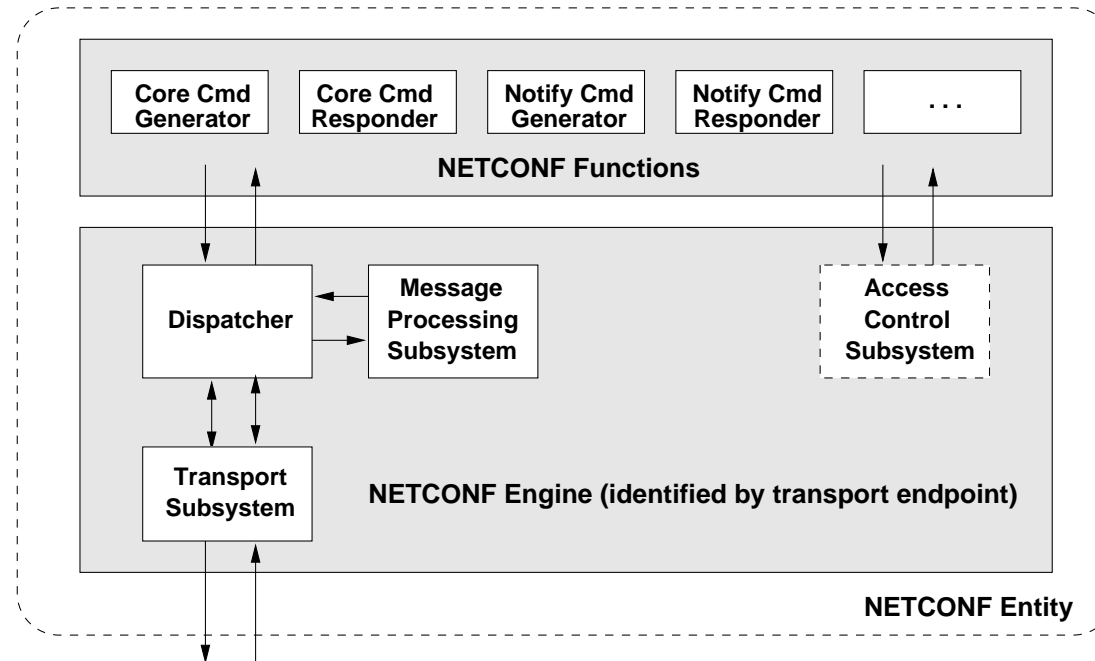 Core Cmd
Generator
Core Cmd
Responder
Notify Cmd
Generator
Notify Cmd
Responder
. . .
NETCONF Functions
Dispatcher
Message
Processing
Subsystem
Access
Control
Subsystem
Transport
Subsystem
NETCONF Engine (identified by transport endpoint)
NETCONF Entity